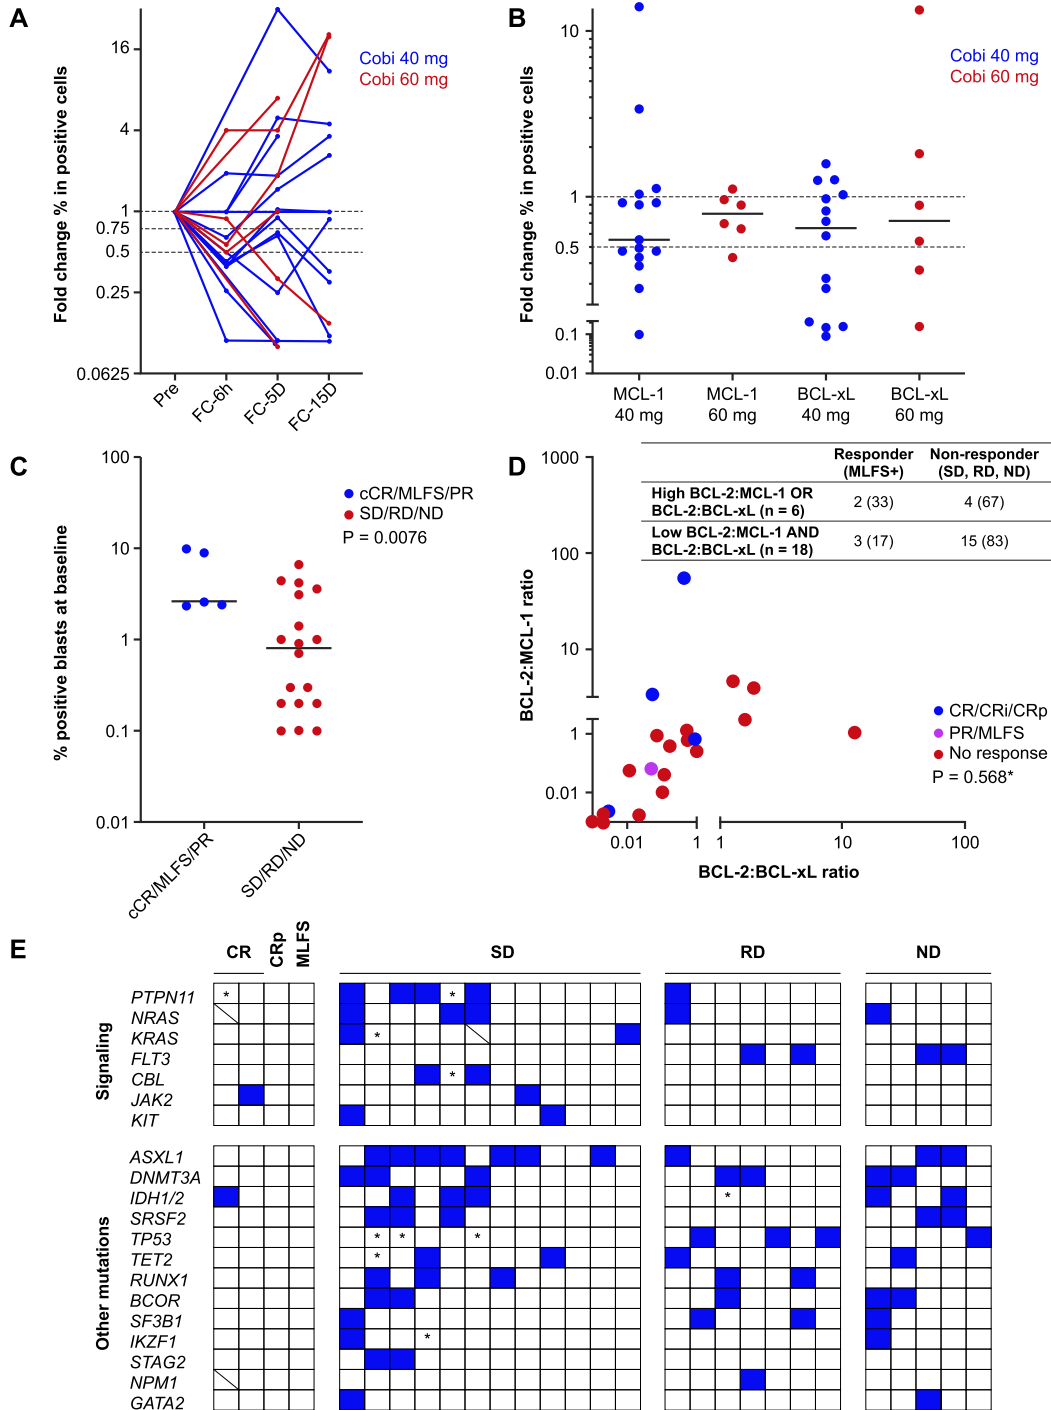 A
Fold change % in positive cells
16
4
1
0.75
0.5
0.25
0.0625
Cobi 40 mg
Cobi 60 mg
Pre
FC-6h
FC-5D
FC-15D
B
Fold change % in positive cells
10
1
0.5
0.1
0.01
Cobi 40 mg
Cobi 60 mg
MCL-1
40 mg
MCL-1
60 mg
BCL-xL
40 mg
BCL-xL
60 mg
C
% positive blasts at baseline
100
10
1
0.1
0.01
cCR/MLFS/PR
SD/RD/ND
P = 0.0076
cCR/MLFS/PR
SD/RD/ND
D
BCL-2:MCL-1 ratio
1000
100
10
1
0.01
Responder
(MLFS+)
Non-responder
(SD, RD, ND)
High BCL-2:MCL-1 OR
BCL-2:BCL-xL (n = 6)
2 (33)
4 (67)
Low BCL-2:MCL-1 AND
BCL-2:BCL-xL (n = 18)
3 (17)
15 (83)
CR/CRi/CRp
PR/MLFS
No response
P = 0.568*
0.01
1
1
10
100
BCL-2:BCL-xL ratio
E
CR
CRp
MLFS
SD
RD
ND
Signaling
PTPN11
* *
NRAS
KRAS
*
FLT3
CBL
*
JAK2
KIT
Other mutations
ASXL1
DNMT3A
IDH1/2
*
SRSF2
TP53
* * *
TET2
*
RUNX1
BCOR
SF3B1
IKZF1
*
STAG2
NPM1
GATA2